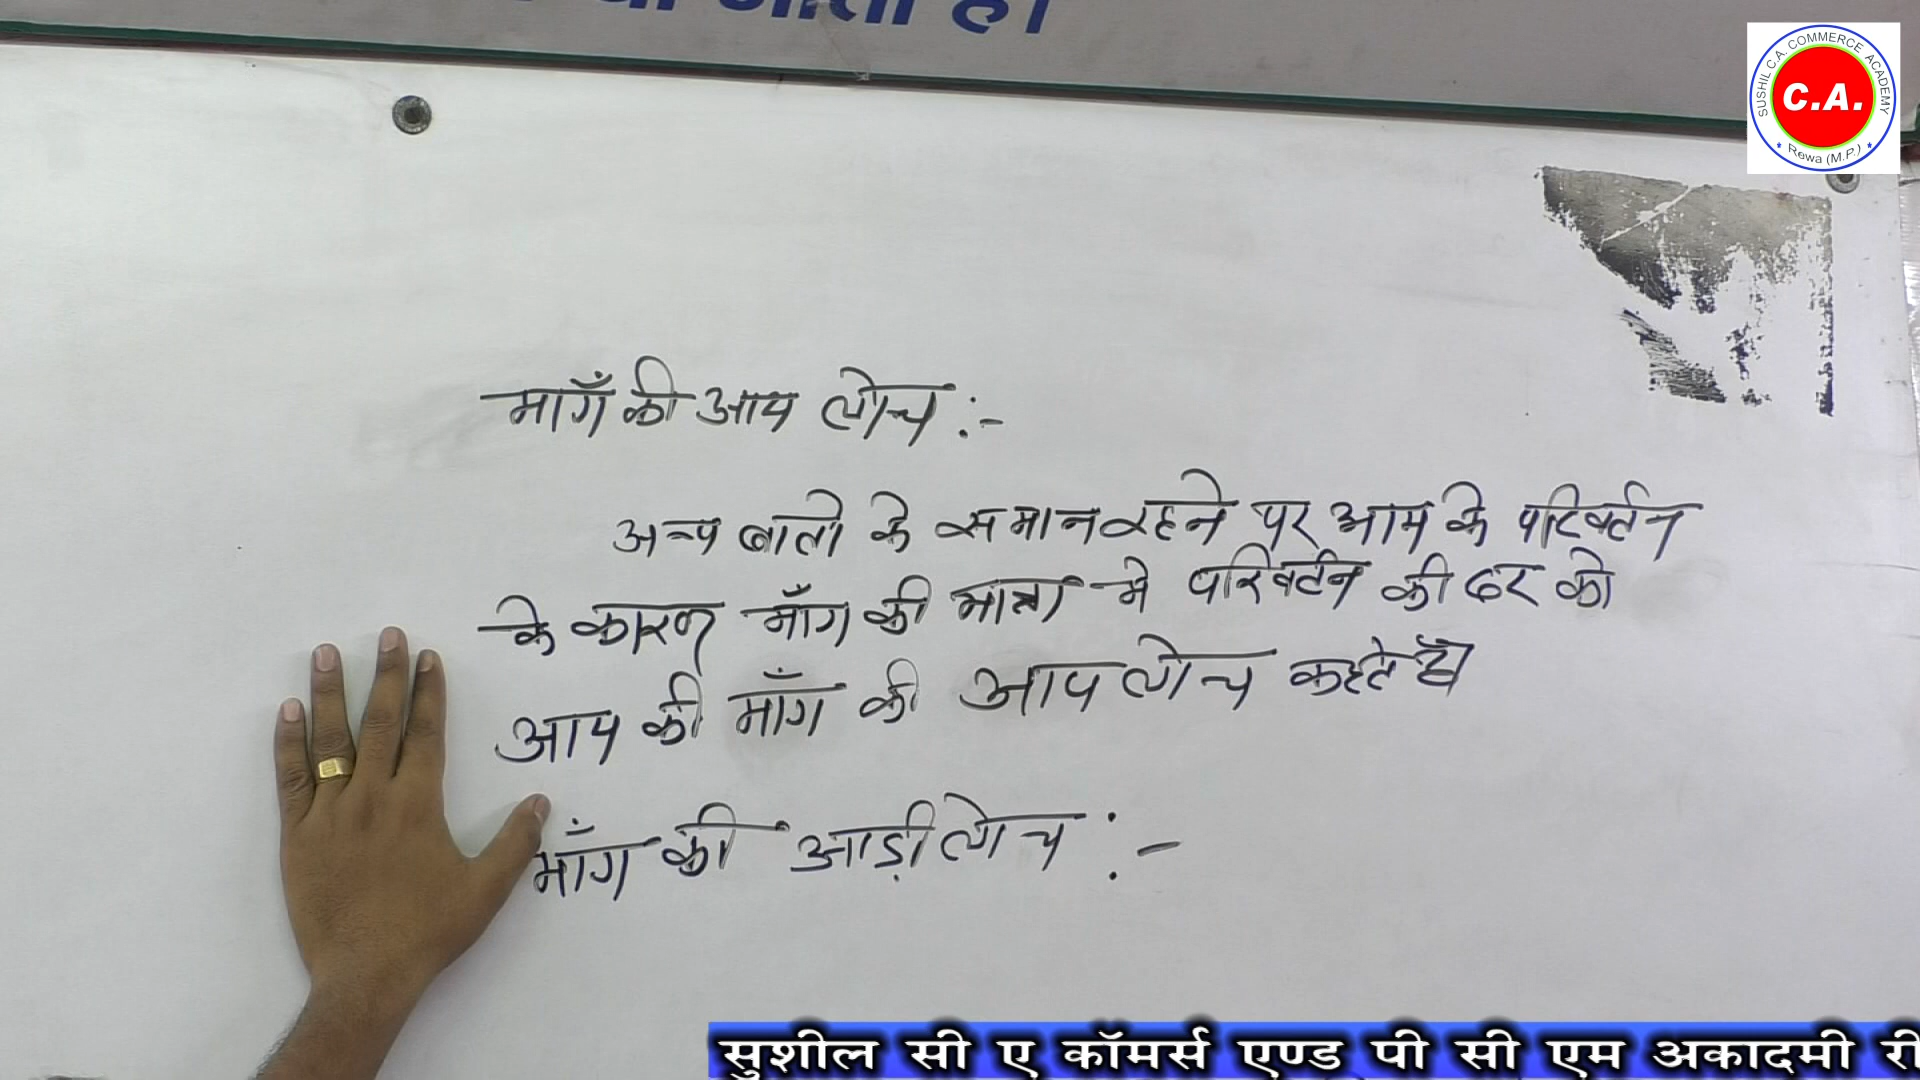 जाता है।
SUSHIL C.A. COMMERCE ACADEMY
C.A.
Rewa (M.P.)
माँग की आय लोच :-
अन्य बातो के समान रहने पर आय के परिवर्तन
के कारण माँग की मात्रा मे परिवर्तन की दर को
आय की माँग की आय लोच कहते है
माँग की आड़ी लोच :-
सुशील सी ए कॉमर्स एण्ड पी सी एम अकादमी री